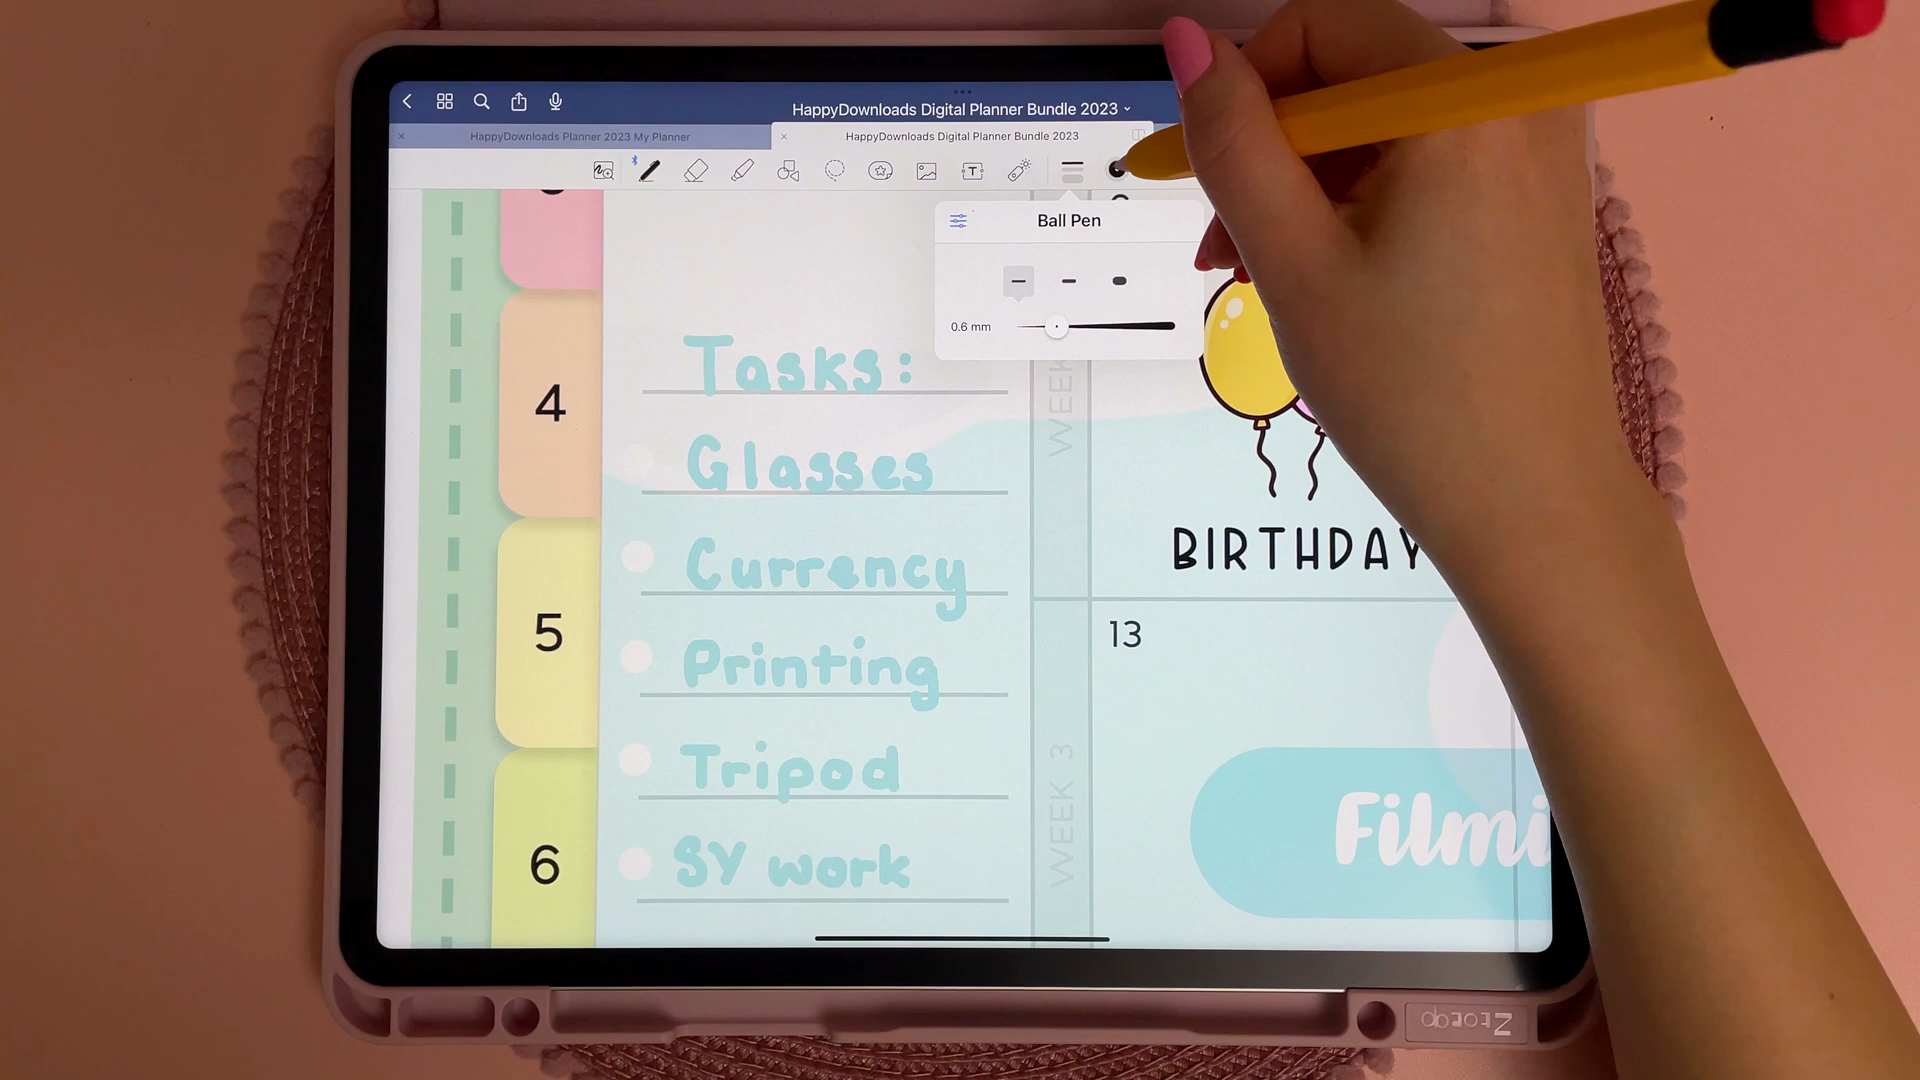 HappyDownloads Digital Planner Bundle 2023
HappyDownloads Planner 2023 My Planner
HappyDownloads Digital Planner Bundle 2023
T
Ball Pen
0.6 mm
Tasks:
Glasses
Currency
Printing
Tripod
SY work
4
5
6
WEEK
WEEK 3
BIRTHDAY
13
Filmi
ZtotOp